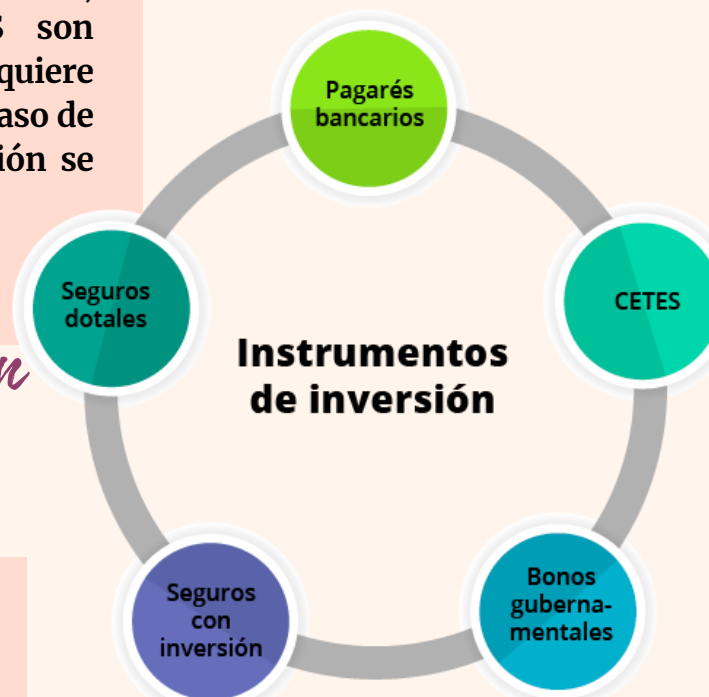 son
quiere
aso de
ión se
Pagarés
bancarios
CETES
Bonos
guberna-
mentales
Seguros
con
inversión
Seguros
dotales
Instrumentos
de inversión